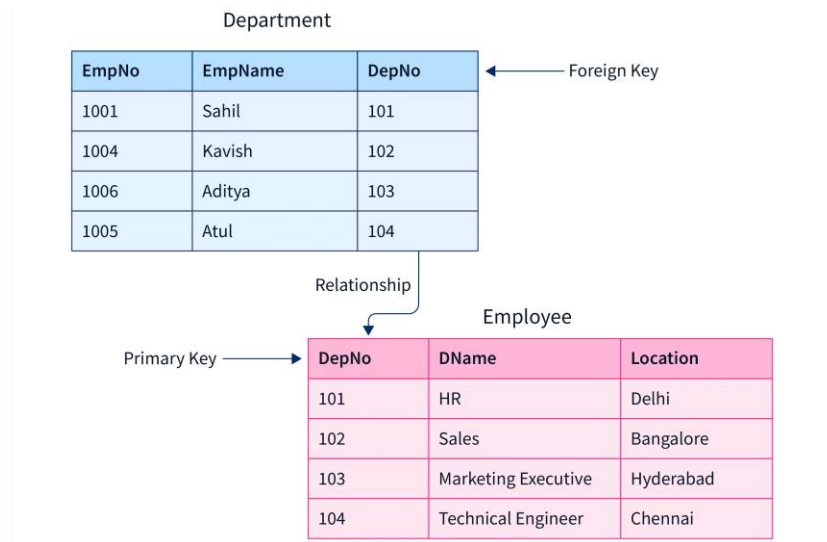 Department
EmpNo EmpName DepNo
Foreign Key
1001 Sahil 101
1004 Kavish 102
1006 Aditya 103
1005 Atul 104
Relationship
Employee
Primary Key
DepNo DName Location
101 HR Delhi
102 Sales Bangalore
103 Marketing Executive Hyderabad
104 Technical Engineer Chennai